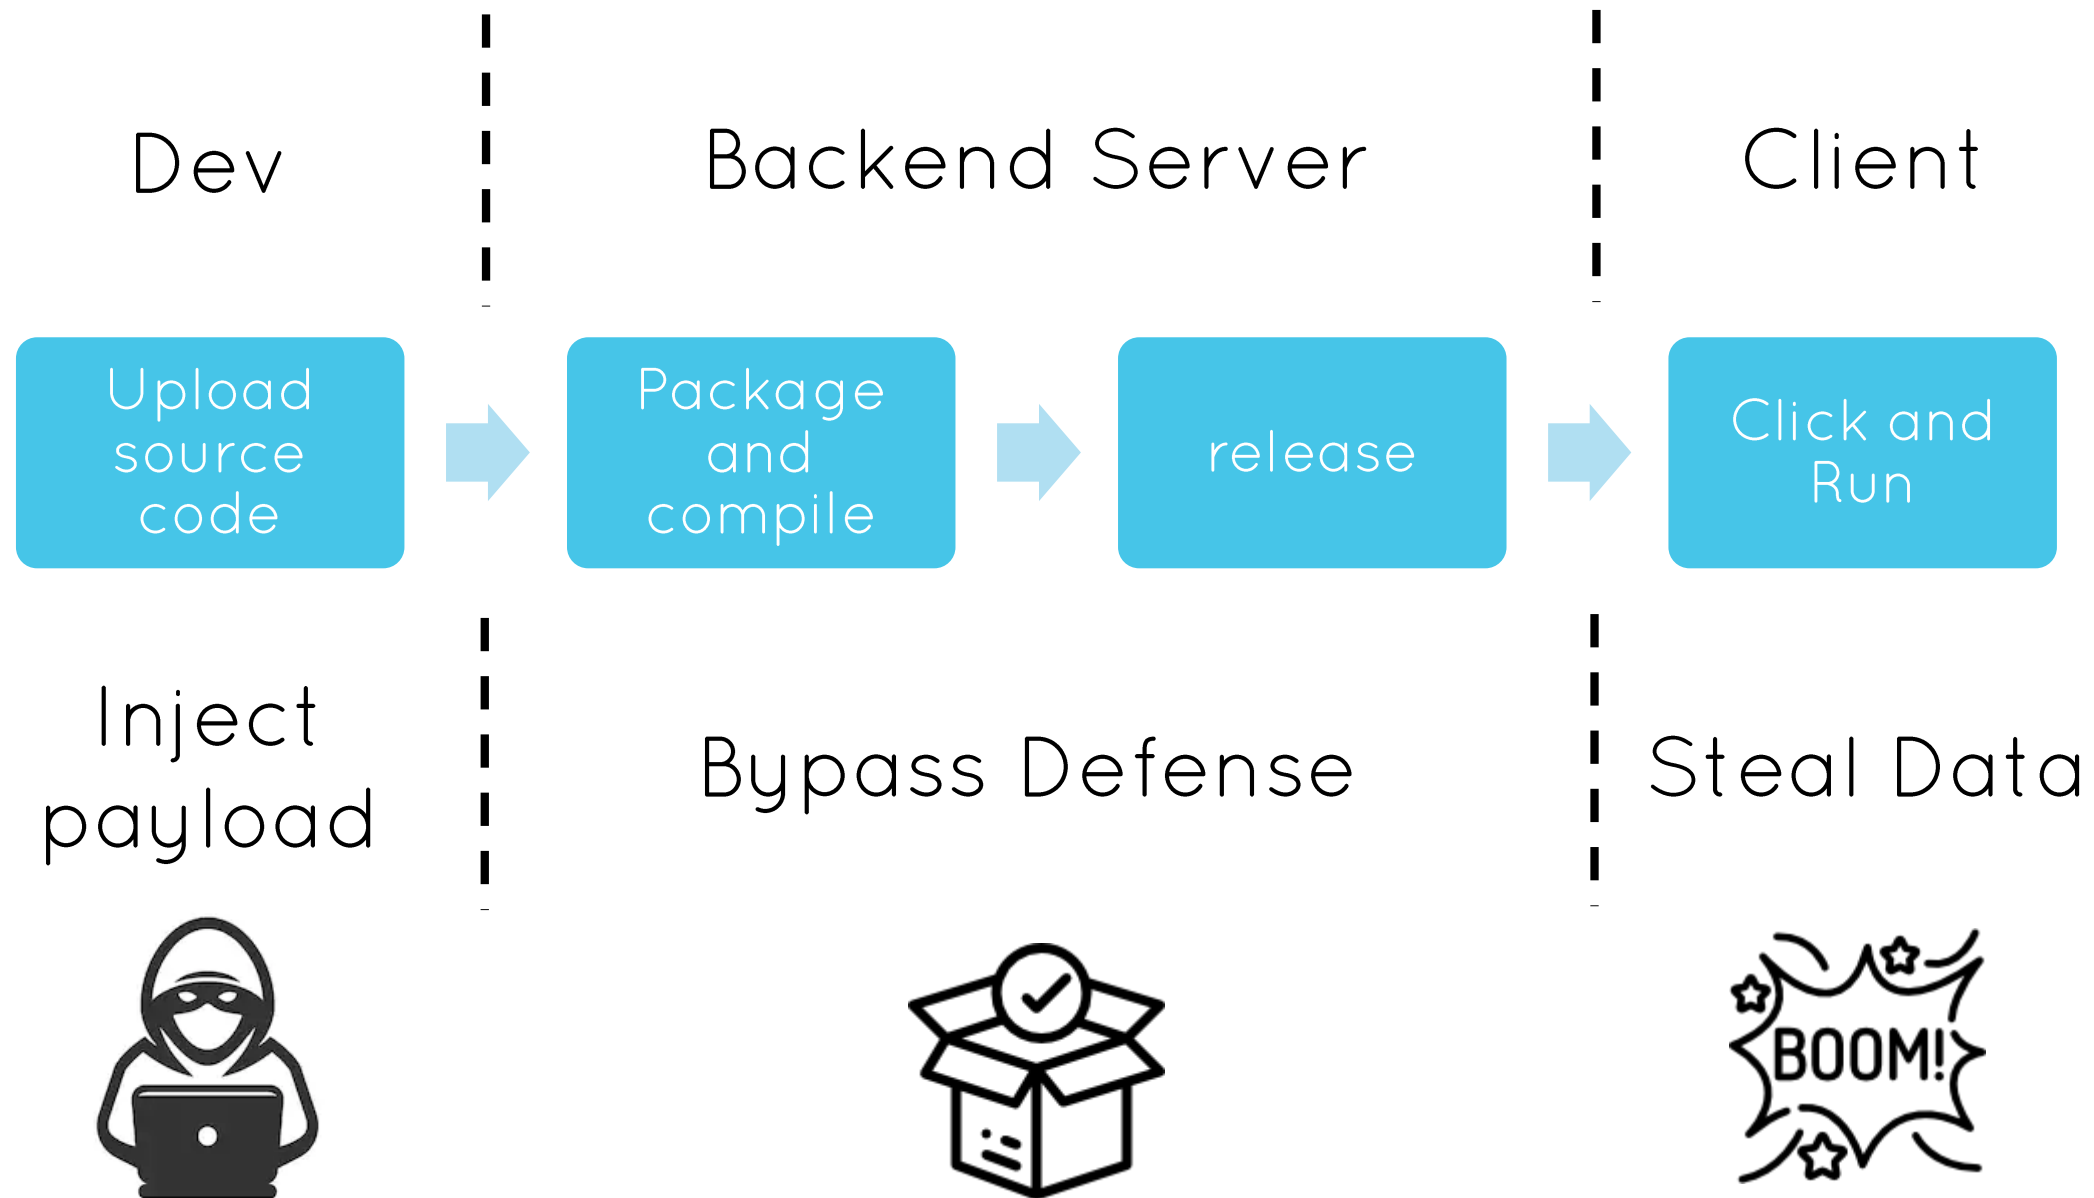 Dev
Backend Server
Client
Upload
source
code
Package
and
compile
release
Click and
Run
Inject
payload
Bypass Defense
Steal Data
BOOM!